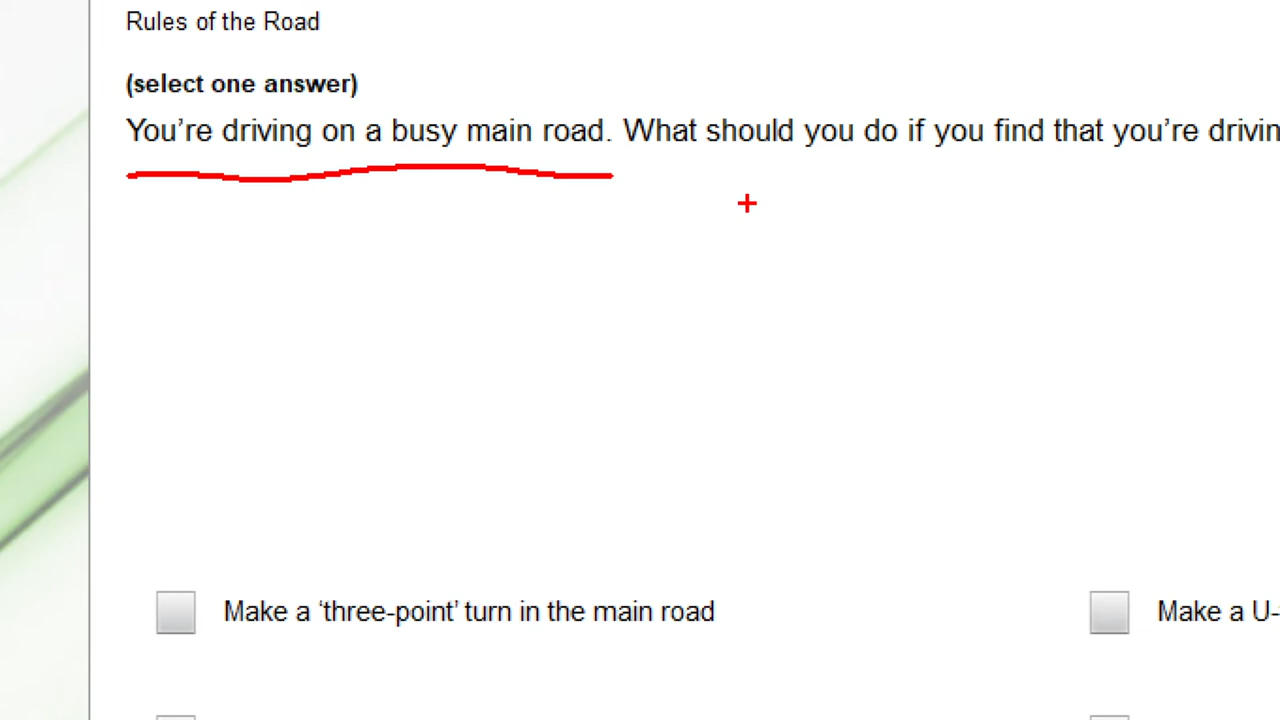 Rules of the Road
(select one answer)
You’re driving on a busy main road. What should you do if you find that you’re drivin
Make a ‘three-point’ turn in the main road
Make a U-